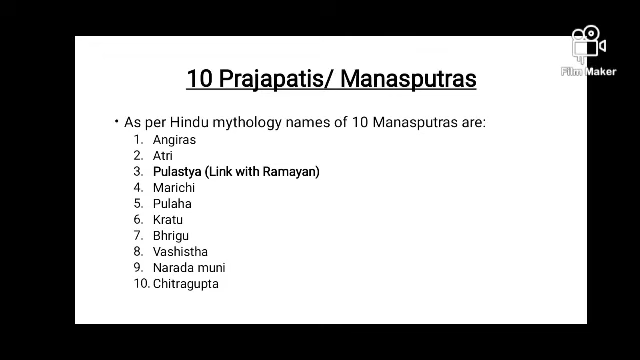 10 Prajapatis/ Manasputras
• As per Hindu mythology names of 10 Manasputras are:
1. Angiras
2. Atri
3. Pulastya (Link with Ramayan)
4. Marichi
5. Pulaha
6. Kratu
7. Bhrigu
8. Vashistha
9. Narada muni
10. Chitragupta
Film Maker